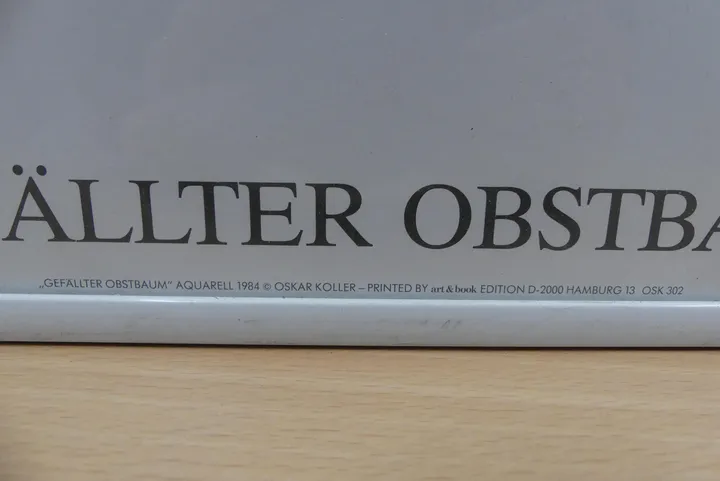 ÄLLTER OBSTBA
„GEFÄLLTER OBSTBAUM“ AQUARELL 1984 © OSKAR KOLLER – PRINTED BY art & book EDITION D-2000 HAMBURG 13 OSK 302